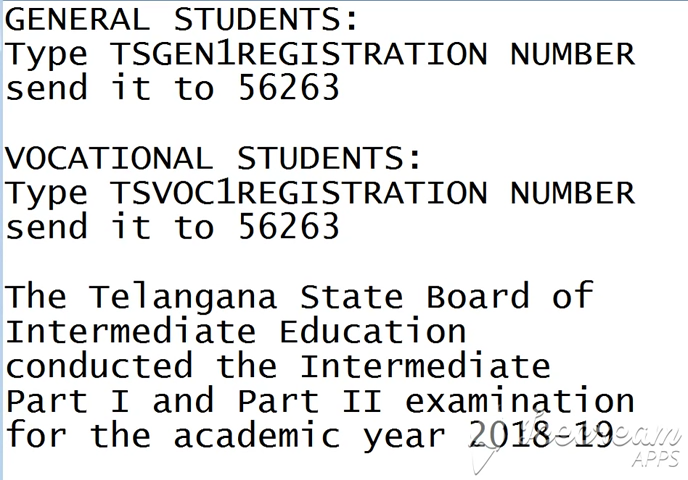 GENERAL STUDENTS:
Type TSGEN1REGISTRATION NUMBER
send it to 56263
VOCATIONAL STUDENTS:
Type TSVOC1REGISTRATION NUMBER
send it to 56263
The Telangana State Board of
Intermediate Education
conducted the Intermediate
Part I and Part II examination
for the academic year 2018-19
thecream
APPS